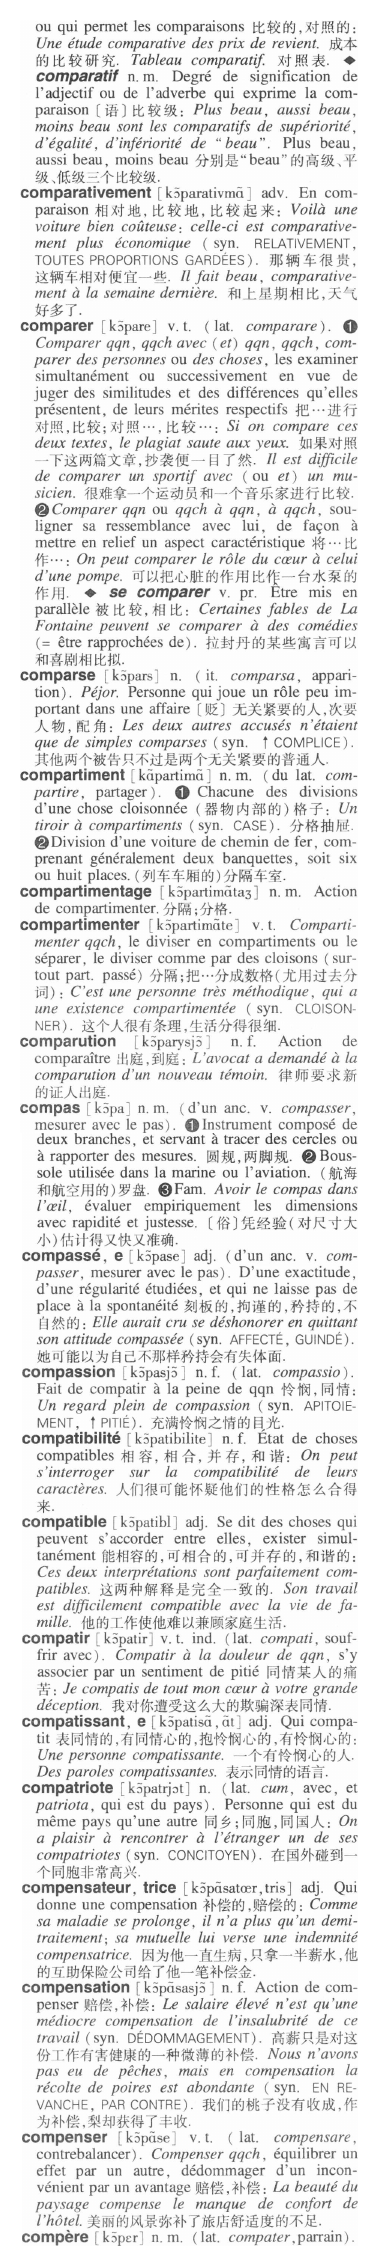 ou qui permet les comparaisons 比较的,对照的:
Une étude comparative des prix de revient. 成本
的比较研究. Tableau comparatif. 对照表. ◆
comparatif n. m. Degré de signification de
l'adjectif ou de l'adverbe qui exprime la com-
paraison〔语〕比较级: Plus beau, aussi beau,
moins beau sont les comparatifs de supériorité,
d'égalité, d'infériorité de “beau”. Plus beau,
aussi beau, moins beau 分别是“beau”的高级、平
级、低级三个比较级.
comparativement [kɔ̃parativmɑ̃] adv. En com-
paraison 相对地,比较地,比较起来: Voilà une
voiture bien coûteuse: celle-ci est comparative-
ment plus économique (syn. RELATIVEMENT,
TOUTES PROPORTIONS GARDÉES). 那辆车很贵,
这辆车相对便宜一些. Il fait beau, comparative-
ment à la semaine dernière. 和上星期相比,天气
好多了.
comparer [kɔ̃pare] v. t. (lat. comparare). ❶
Comparer qqn, qqch avec (et) qqn, qqch, com-
parer des personnes ou des choses, les examiner
simultanément ou successivement en vue de
juger des similitudes et des différences qu'elles
présentent, de leurs mérites respectifs 把…进行
对照,比较;对照…,比较…: Si on compare ces
deux textes, le plagiat saute aux yeux. 如果对照
一下这两篇文章,抄袭便一目了然. Il est difficile
de comparer un sportif avec (ou et) un mu-
sicien. 很难拿一个运动员和一个音乐家进行比较.
❷Comparer qqn ou qqch à qqn, à qqch, sou-
ligner sa ressemblance avec lui, de façon à
mettre en relief un aspect caractéristique 将…比
作…: On peut comparer le rôle du cœur à celui
d'une pompe. 可以把心脏的作用比作一台水泵的
作用. ◆ se comparer v. pr. Être mis en
parallèle 被比较,相比: Certaines fables de La
Fontaine peuvent se comparer à des comédies
(= être rapprochées de). 拉封丹的某些寓言可以
和喜剧相比拟.
comparse [kɔ̃pars] n. (it. comparsa, appari-
tion). Péjor. Personne qui joue un rôle peu im-
portant dans une affaire〔贬〕无关紧要的人,次要
人物,配角: Les deux autres accusés n'étaient
que de simples comparses (syn. ↑ COMPLICE).
其他两个被告只不过是两个无关紧要的普通人.
compartiment [kɔ̃partimɑ̃] n. m. (du lat. com-
partire, partager). ❶ Chacune des divisions
d'une chose cloisonnée (器物内部的)格子: Un
tiroir à compartiments (syn. CASE). 分格抽屉.
❷Division d'une voiture de chemin de fer, com-
prenant généralement deux banquettes, soit six
ou huit places. (列车车厢的)分隔车室.
compartimentage [kɔ̃partimɑ̃taʒ] n. m. Action
de compartimenter. 分隔;分格.
compartimenter [kɔ̃partimɑ̃te] v. t. Comparti-
menter qqch, le diviser en compartiments ou le
séparer, le diviser comme par des cloisons (sur-
tout part. passé) 分隔;把…分成数格(尤用过去分
词): C'est une personne très méthodique, qui a
une existence compartimentée (syn. CLOISON-
NER). 这个人很有条理,生活分得很细.
comparution [kɔ̃parysjɔ̃] n. f. Action de
comparaître 出庭,到庭: L'avocat a demandé à la
comparution d'un nouveau témoin. 律师要求新
的证人出庭.
compas [kɔ̃pa] n. m. (d'un anc. v. compasser,
mesurer avec le pas). ❶Instrument composé de
deux branches, et servant à tracer des cercles ou
à rapporter des mesures. 圆规,两脚规. ❷ Bous-
sole utilisée dans la marine ou l'aviation. (航海
和航空用的)罗盘. ❸Fam. Avoir le compas dans
l'œil, évaluer empiriquement les dimensions
avec rapidité et justesse. 〔俗〕凭经验(对尺寸大
小)估计得又快又准确.
compassé, e [kɔ̃pase] adj. (d'un anc. v. com-
passer, mesurer avec le pas). D'une exactitude,
d'une régularité étudiées, et qui ne laisse pas de
place à la spontanéité 刻板的,拘谨的,矜持的,不
自然的: Elle aurait cru se déshonorer en quittant
son attitude compassée (syn. AFFECTÉ, GUINDÉ).
她可能以为自己不那样矜持会有失体面.
compassion [kɔ̃pasjɔ̃] n. f. (lat. compassio).
Fait de compatir à la peine de qqn 怜悯,同情:
Un regard plein de compassion (syn. APITOIE-
MENT, ↑ PITIÉ). 充满怜悯之情的目光.
compatibilité [kɔ̃patibilite] n. f. État de choses
compatibles 相容,相合,并存,和谐: On peut
s'interroger sur la compatibilité de leurs
caractères. 人们很可能怀疑他们的性格怎么合得
来.
compatible [kɔ̃patibl] adj. Se dit des choses qui
peuvent s'accorder entre elles, exister simul-
tanément 能相容的,可相合的,可并存的,和谐的:
Ces deux interprétations sont parfaitement com-
patibles. 这两种解释是完全一致的. Son travail
est difficilement compatible avec la vie de fa-
mille. 他的工作使他难以兼顾家庭生活.
compatir [kɔ̃patir] v. t. ind. (lat. compati, souf-
frir avec). Compatir à la douleur de qqn, s'y
associer par un sentiment de pitié 同情某人的痛
苦: Je compatis de tout mon cœur à votre grande
déception. 我对你遭受这么大的欺骗深表同情.
compatissant, e [kɔ̃patisɑ̃, ɑ̃t] adj. Qui compa-
tit 表同情的,有同情心的,抱怜悯心的,有怜悯心的:
Une personne compatissante. 一个有怜悯心的人.
Des paroles compatissantes. 表示同情的语言.
compatriote [kɔ̃patrjɔt] n. (lat. cum, avec, et
patriota, qui est du pays). Personne qui est du
même pays qu'une autre 同乡;同胞,同国人: On
a plaisir à rencontrer à l'étranger un de ses
compatriotes (syn. CONCITOYEN). 在国外碰到一
个同胞非常高兴.
compensateur, trice [kɔ̃pɑ̃satœr,tris] adj. Qui
donne une compensation 补偿的,赔偿的: Comme
sa maladie se prolonge, il n'a plus qu'un demi-
traitement; sa mutuelle lui verse une indemnité
compensatrice. 因为他一直生病,只拿一半薪水,他
的互助保险公司给了他一笔补偿金.
compensation [kɔ̃pɑ̃sasjɔ̃] n. f. Action de com-
penser 赔偿,补偿: Le salaire élevé n'est qu'une
médiocre compensation de l'insalubrité de ce
travail (syn. DÉDOMMAGEMENT). 高薪只是对这
份工作有害健康的一种微薄的补偿. Nous n'avons
pas eu de pêches, mais en compensation la
récolte de poires est abondante (syn. EN RE-
VANCHE, PAR CONTRE). 我们的桃子没有收成,作
为补偿,梨却获得了丰收.
compenser [kɔ̃pɑ̃se] v. t. (lat. compensare,
contrebalancer). Compenser qqch, équilibrer un
effet par un autre, dédommager d'un incon-
vénient par un avantage 赔偿,补偿: La beauté du
paysage compense le manque de confort de
l'hôtel. 美丽的风景弥补了旅店舒适度的不足.
compère [kɔ̃pɛr] n. m. (lat. compater,parrain).